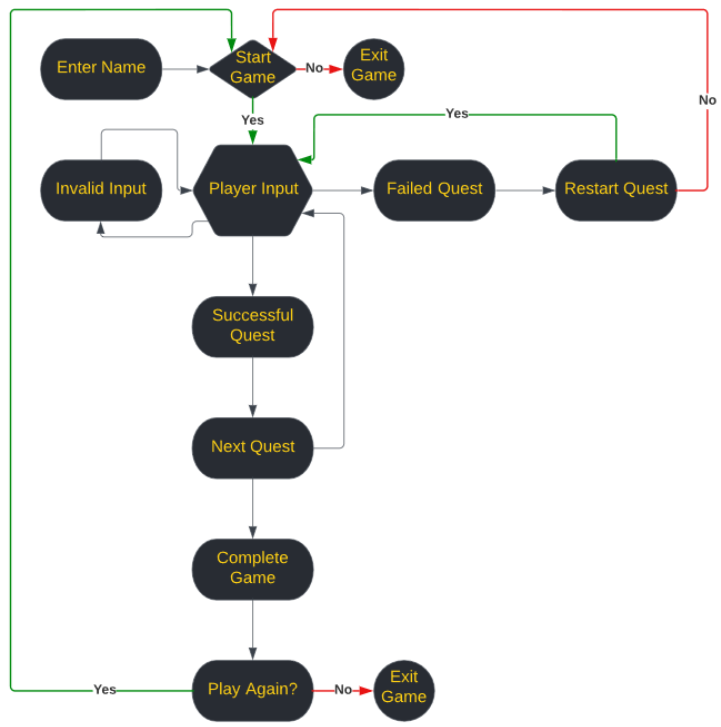 Enter Name
Start
Game
No
Exit
Game
No
Yes
Yes
Invalid Input
Player Input
Failed Quest
Restart Quest
Successful
Quest
Next Quest
Complete
Game
Yes
Play Again?
No
Exit
Game